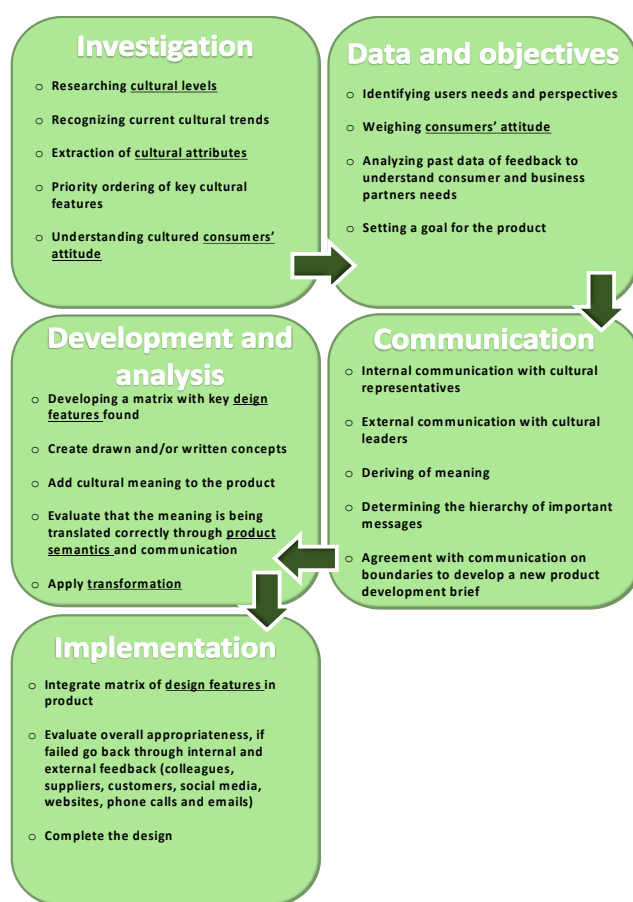 Investigation
o Researching cultural levels
o Recognizing current cultural trends
o Extraction of cultural attributes
o Priority ordering of key cultural
features
o Understanding cultured consumers'
attitude
Data and objectives
o Identifying users needs and perspectives
o Weighing consumers' attitude
o Analyzing past data of feedback to
understand consumer and business
partners needs
o Setting a goal for the product
Communication
o Internal communication with cultural
representatives
o External communication with cultural
leaders
o Deriving of meaning
o Determining the hierarchy of important
messages
o Agreement with communication on
boundaries to develop a new product
development brief
Development and
analysis
o Developing a matrix with key deign
features found
o Create drawn and/or written concepts
o Add cultural meaning to the product
o Evaluate that the meaning is being
translated correctly through product
semantics and communication
o Apply transformation
Implementation
o Integrate matrix of design features in
product
o Evaluate overall appropriateness, if
failed go back through internal and
external feedback (colleagues,
suppliers, customers, social media,
websites, phone calls and emails)
o Complete the design